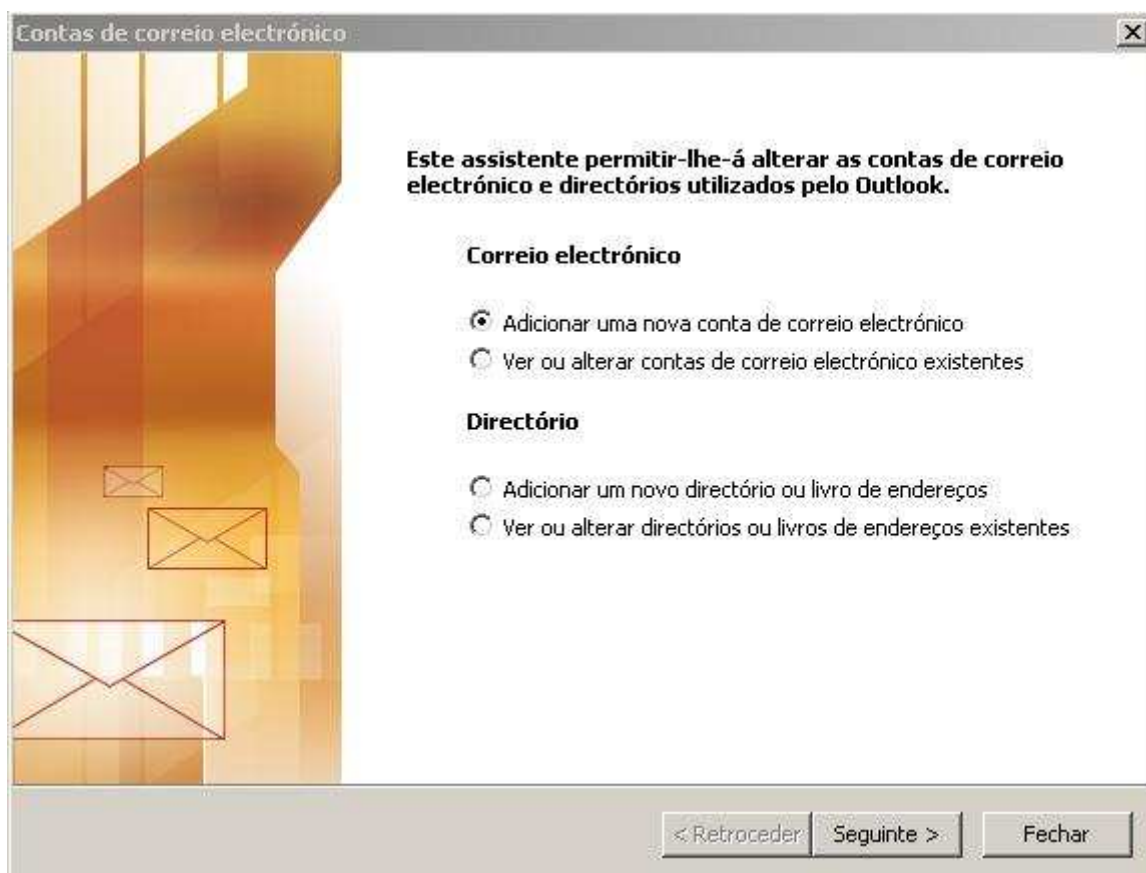 Contas de correio electrónico
Este assistente permitir-lhe-á alterar as contas de correio
electrónico e directórios utilizados pelo Outlook.
Correio electrónico
Adicionar uma nova conta de correio electrónico
Ver ou alterar contas de correio electrónico existentes
Directório
Adicionar um novo directório ou livro de endereços
Ver ou alterar directórios ou livros de endereços existentes
< Retroceder
Seguinte >
Fechar